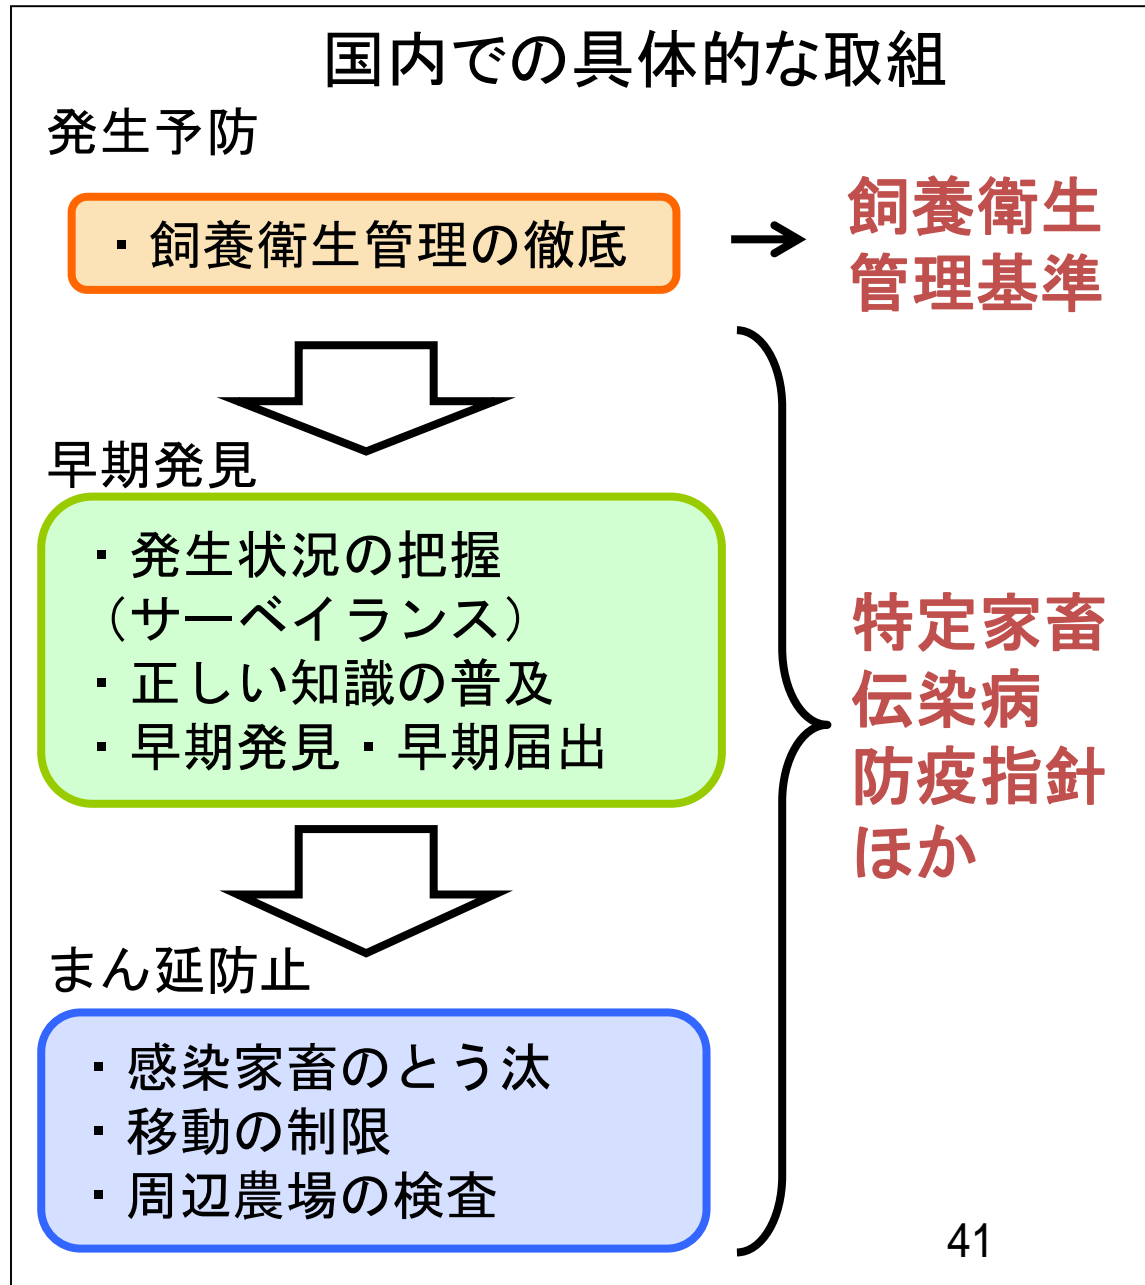 国内での具体的な取組
発生予防
・飼養衛生管理の徹底
飼養衛生
管理基準
早期発見
・発生状況の把握
（サーベイランス）
・正しい知識の普及
・早期発見・早期届出
特定家畜
伝染病
防疫指針
ほか
まん延防止
・感染家畜のとう汰
・移動の制限
・周辺農場の検査
41